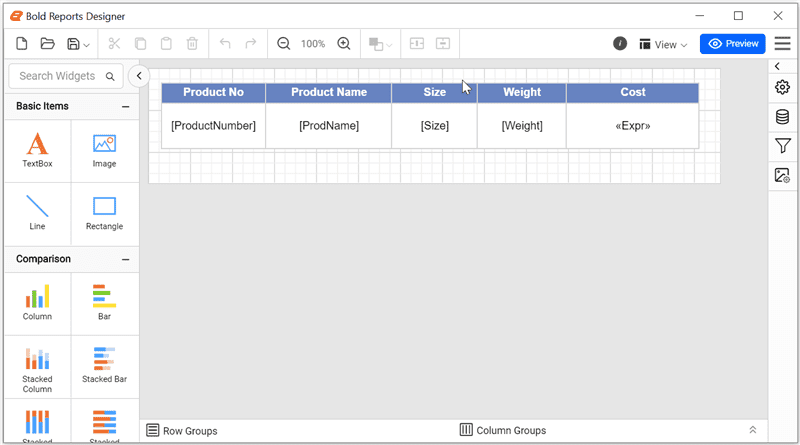 Bold Reports Designer
100%
i
View
Preview
Search Widgets
Basic Items
TextBox
Image
Line
Rectangle
Comparison
Column
Bar
Stacked
Column
Stacked Bar
Stacked
Stacked
Product No Product Name Size Weight Cost
[ProductNumber] [ProdName] [Size] [Weight] «Expr»
Row Groups
Column Groups